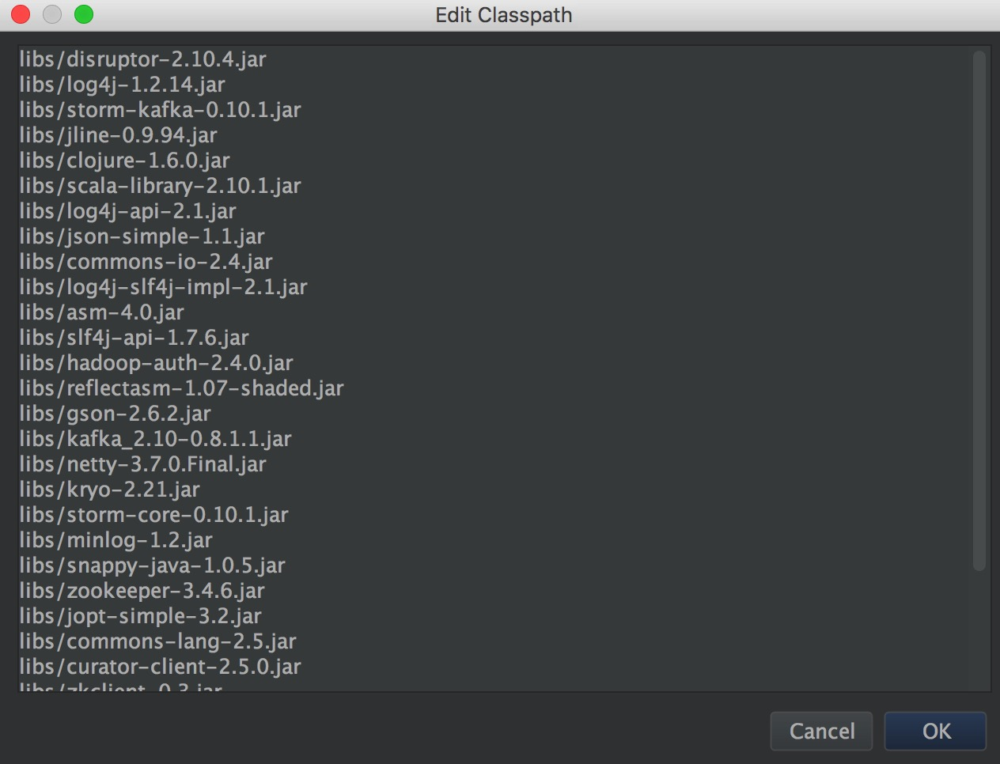 Edit Classpath
libs/disruptor-2.10.4.jar
libs/log4j-1.2.14.jar
libs/storm-kafka-0.10.1.jar
libs/jline-0.9.94.jar
libs/clojure-1.6.0.jar
libs/scala-library-2.10.1.jar
libs/log4j-api-2.1.jar
libs/json-simple-1.1.jar
libs/commons-io-2.4.jar
libs/log4j-slf4j-impl-2.1.jar
libs/asm-4.0.jar
libs/slf4j-api-1.7.6.jar
libs/hadoop-auth-2.4.0.jar
libs/reflectasm-1.07-shaded.jar
libs/gson-2.6.2.jar
libs/kafka_2.10-0.8.1.1.jar
libs/netty-3.7.0.Final.jar
libs/kryo-2.21.jar
libs/storm-core-0.10.1.jar
libs/minlog-1.2.jar
libs/snappy-java-1.0.5.jar
libs/zookeeper-3.4.6.jar
libs/jopt-simple-3.2.jar
libs/commons-lang-2.5.jar
libs/curator-client-2.5.0.jar
libs/zkclient-0.3.jar
Cancel
OK